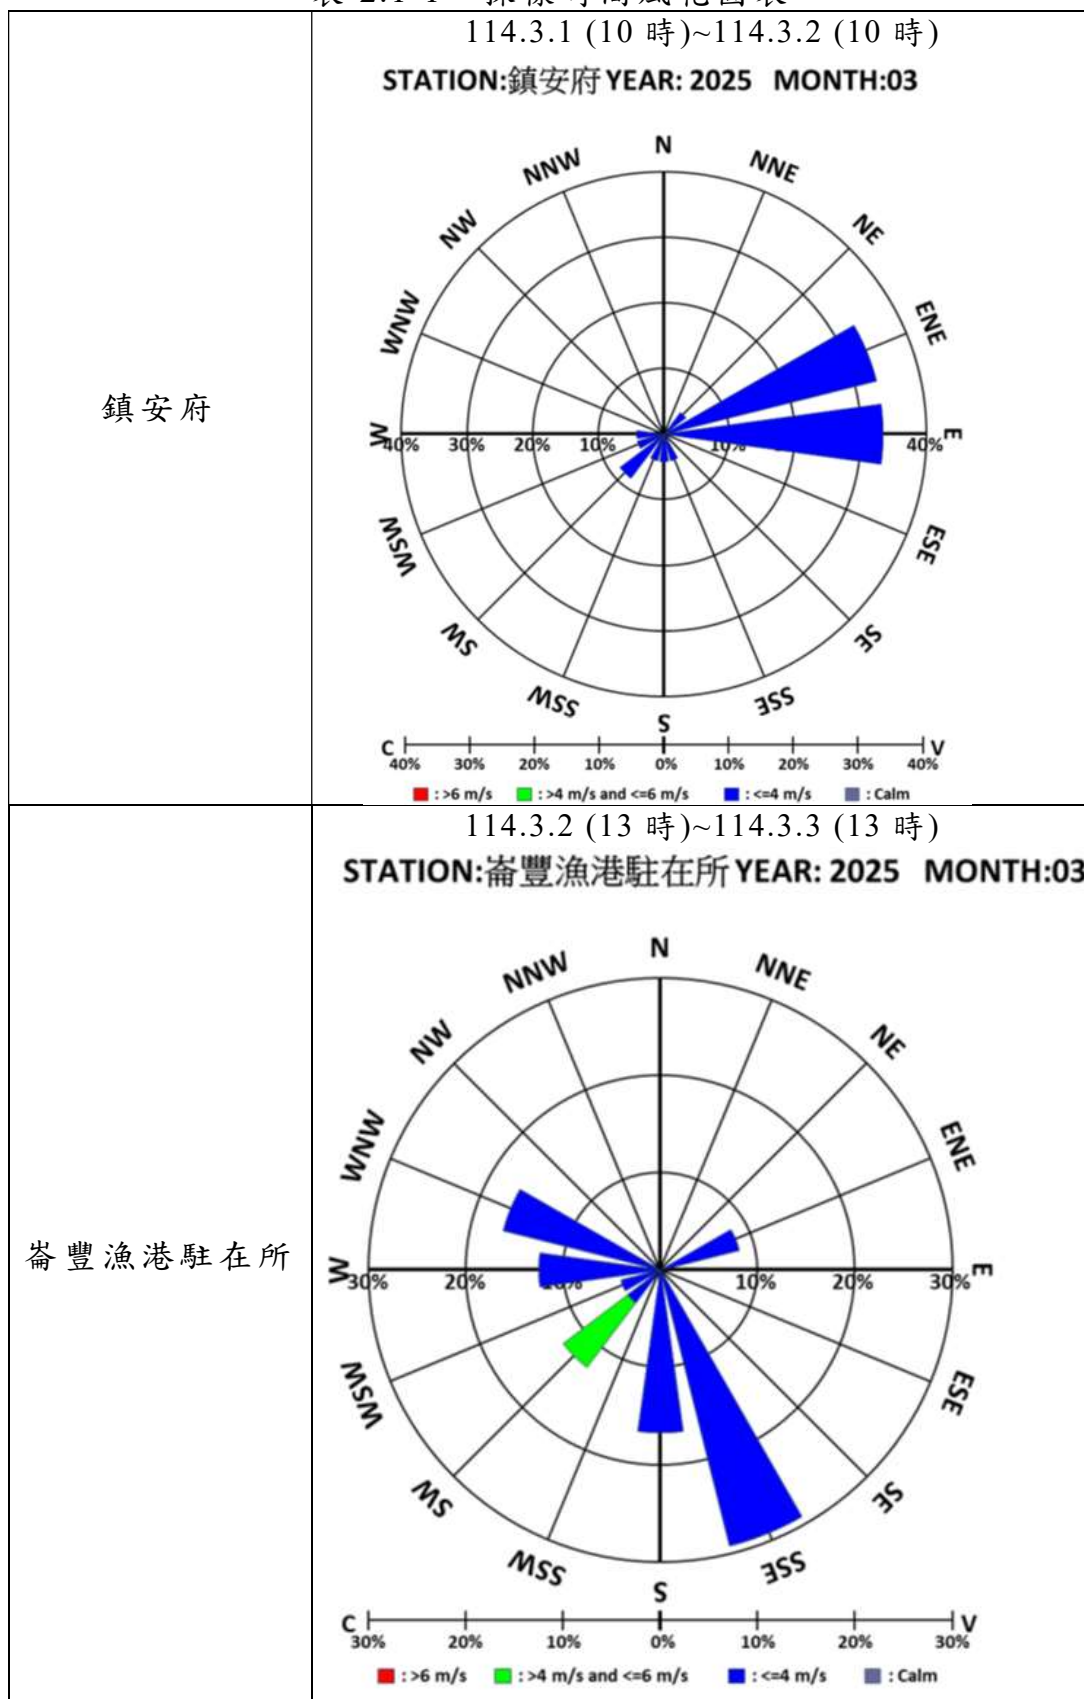 114.3.1 (10 時)~114.3.2 (10 時)
鎮安府
STATION:鎮安府 YEAR: 2025 MONTH:03
N
NNE
NE
ENE
E
ESE
SE
SSE
S
SSW
SW
WSW
W
WNW
NW
NNW
40% 30% 20% 10% 10% 40%
C 40% 30% 20% 10% 0% 10% 20% 30% 40% V
: >6 m/s : >4 m/s and <=6 m/s : <=4 m/s : Calm
114.3.2 (13 時)~114.3.3 (13 時)
崙豐漁港駐在所
STATION:崙豐漁港駐在所 YEAR: 2025 MONTH:03
N
NNE
NE
ENE
E
ESE
SE
SSE
S
SSW
SW
WSW
W
WNW
NW
NNW
30% 20% 10% 10% 20% 30%
C 30% 20% 10% 0% 10% 20% 30% V
: >6 m/s : >4 m/s and <=6 m/s : <=4 m/s : Calm